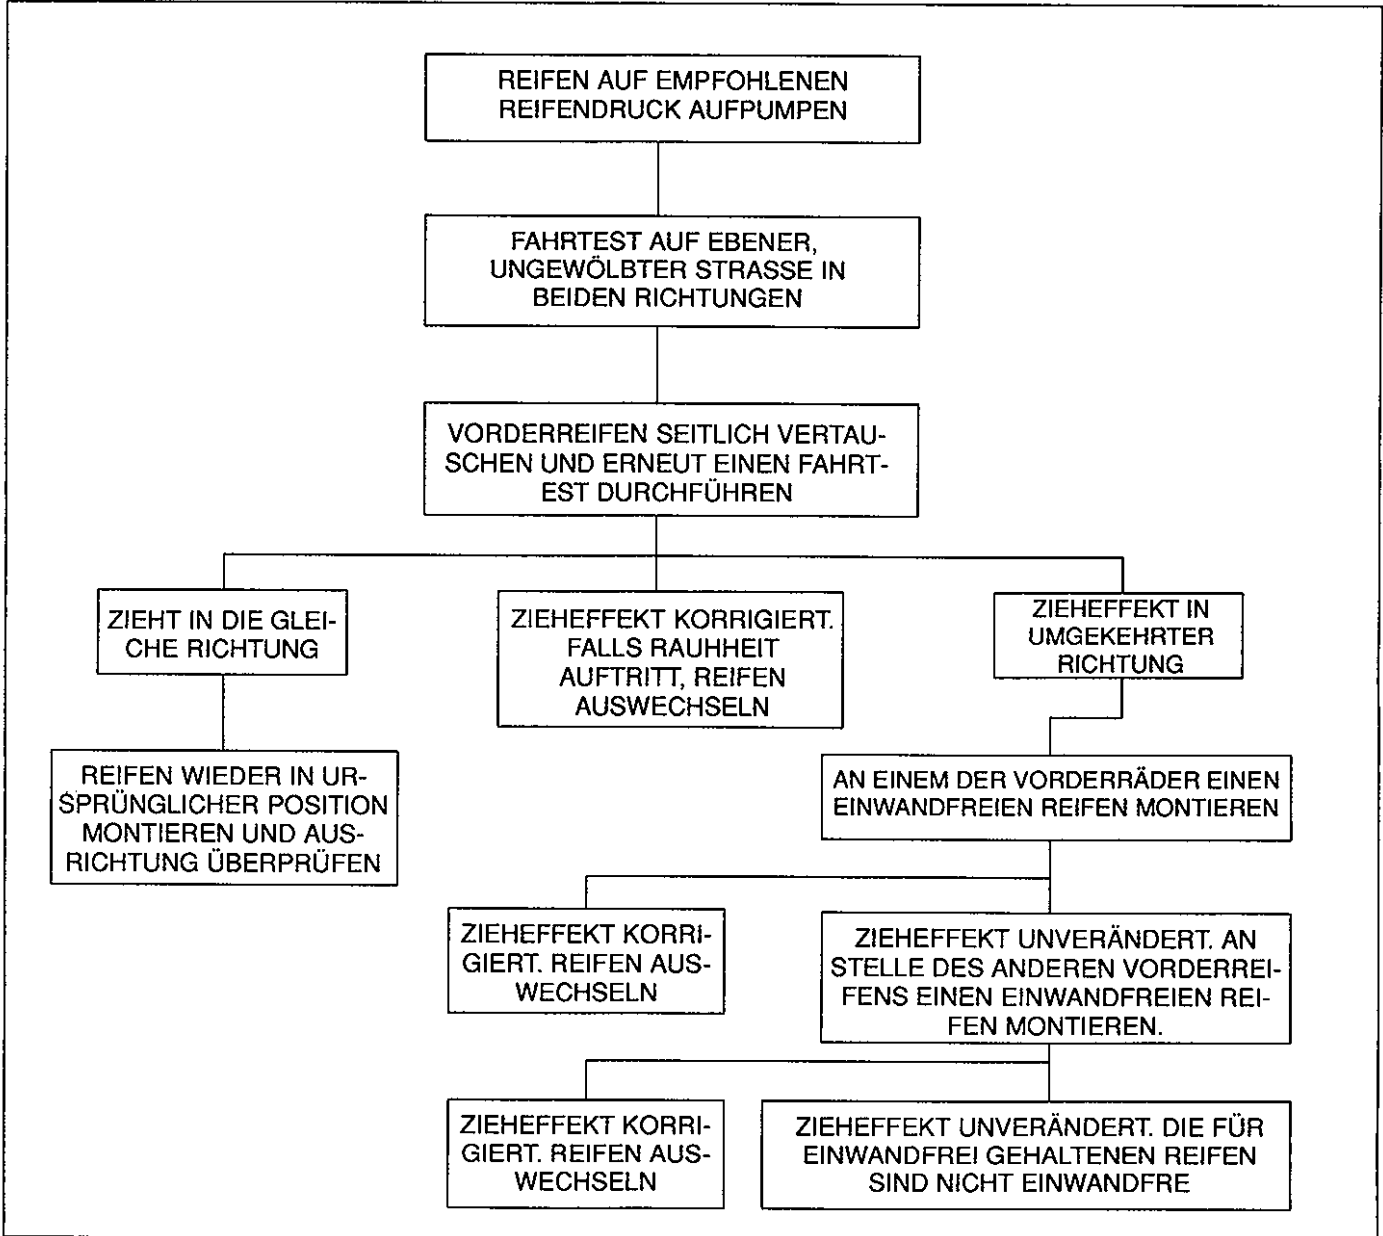 REIFEN AUF EMPFOHLENEN
REIFENDRUCK AUFPUMPEN
FAHRTEST AUF EBENER,
UNGEWÖLBTER STRASSE IN
BEIDEN RICHTUNGEN
VORDERREIFEN SEITLICH VERTAU-
SCHEN UND ERNEUT EINEN FAHRT-
EST DURCHFÜHREN
ZIEHT IN DIE GLEI-
CHE RICHTUNG
ZIEHEFFEKT KORRIGIERT.
FALLS RAUHHEIT
AUFTRITT, REIFEN
AUSWECHSELN
ZIEHEFFEKT IN
UMGEKEHRTER
RICHTUNG
REIFEN WIEDER IN UR-
SPRÜNGLICHER POSITION
MONTIEREN UND AUS-
RICHTUNG ÜBERPRÜFEN
AN EINEM DER VORDERRÄDER EINEN
EINWANDFREIEN REIFEN MONTIEREN
ZIEHEFFEKT KORRI-
GIERT. REIFEN AUS-
WECHSELN
ZIEHEFFEKT UNVERÄNDERT. AN
STELLE DES ANDEREN VORDERREI-
FENS EINEN EINWANDFREIEN REI-
FEN MONTIEREN.
ZIEHEFFEKT KORRI-
GIERT. REIFEN AUS-
WECHSELN
ZIEHEFFEKT UNVERÄNDERT. DIE FÜR
EINWANDFREI GEHALTENEN REIFEN
SIND NICHT EINWANDFRE